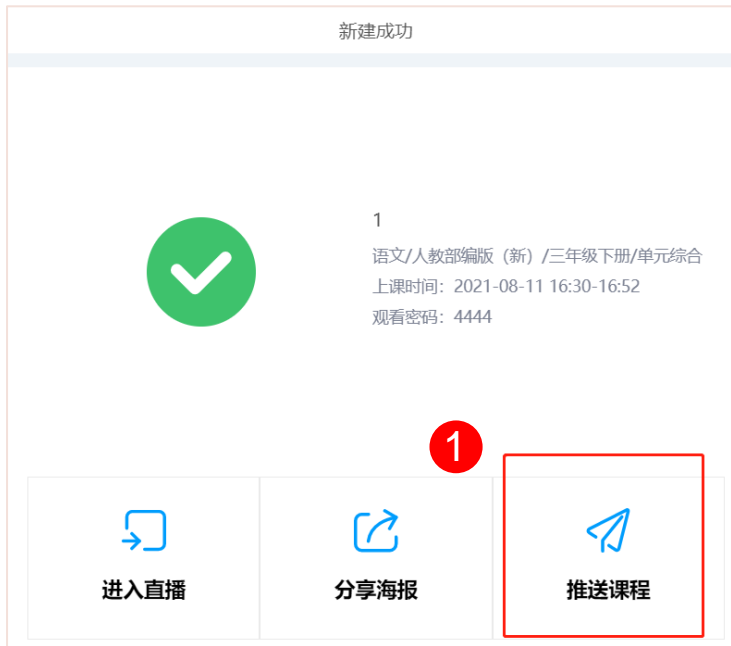 新建成功
1
语文/人教部编版（新）/三年级下册/单元综合
上课时间：2021-08-11 16:30-16:52
观看密码：4444
1
进入直播
分享海报
推送课程